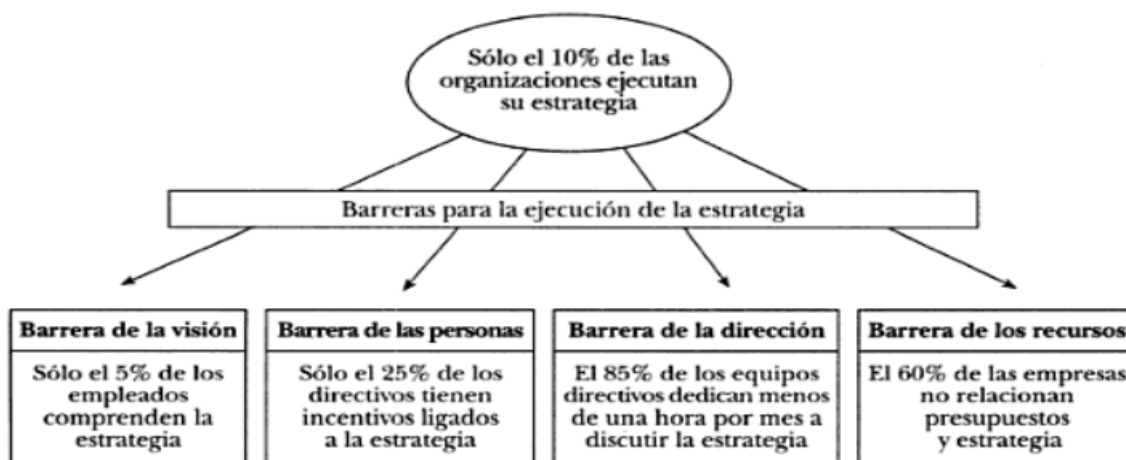 Sólo el 10% de las
organizaciones ejecutan
su estrategia
Barreras para la ejecución de la estrategia
Barrera de la visión
Sólo el 5% de los
empleados
comprenden la
estrategia
Barrera de las personas
Sólo el 25% de los
directivos tienen
incentivos ligados
a la estrategia
Barrera de la dirección
El 85% de los equipos
directivos dedican menos
de una hora por mes a
discutir la estrategia
Barrera de los recursos
El 60% de las empresas
no relacionan
presupuestos
y estrategia